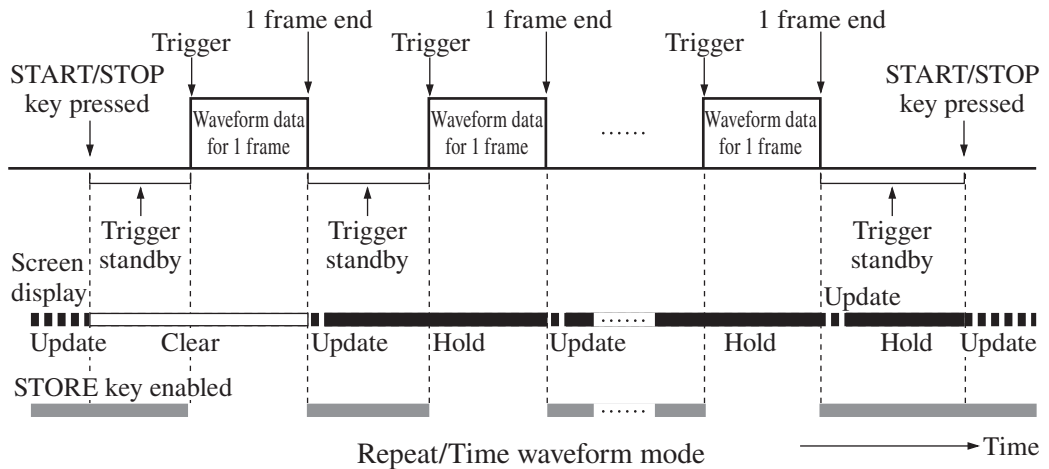 1 frame end
1 frame end
1 frame end
Trigger
Trigger
Trigger
START/STOP
key pressed
START/STOP
key pressed
Waveform data
for 1 frame
Waveform data
for 1 frame
......
Waveform data
for 1 frame
Trigger
standby
Trigger
standby
Trigger
standby
Screen
display
Update
......
Update
Clear
Update
Hold
Update
Hold
Hold
Update
STORE key enabled
......
Repeat/Time waveform mode
Time